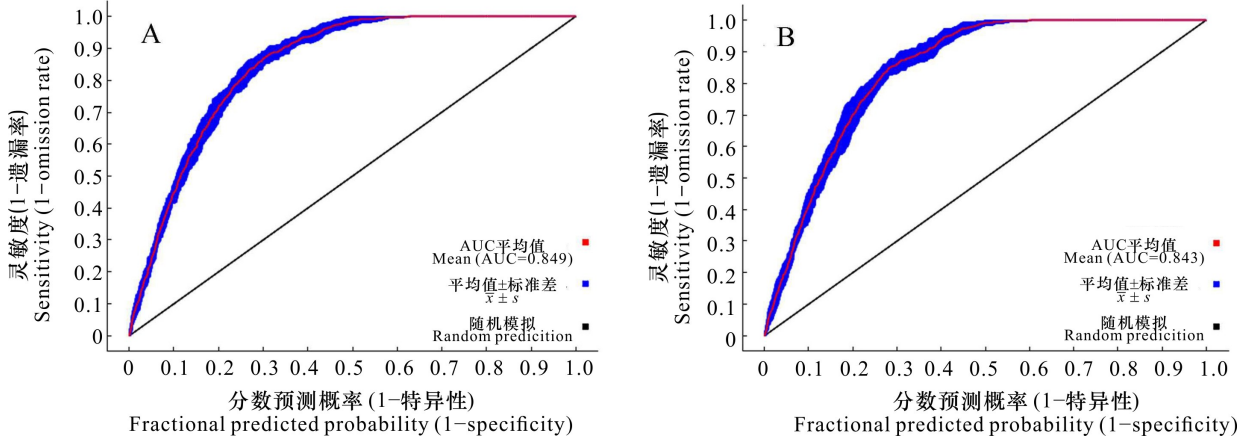 A
1.0
0.9
0.8
0.7
0.6
0.5
0.4
0.3
0.2
0.1
0
灵敏度(1-遗漏率)
Sensitivity (1-omission rate)
AUC平均值
Mean (AUC=0.849)
平均值±标准差
x̅ ± s
随机模拟
Random predicition
0 0.1 0.2 0.3 0.4 0.5 0.6 0.7 0.8 0.9 1.0
分数预测概率 (1-特异性)
Fractional predicted probability (1-specificity)
B
1.0
0.9
0.8
0.7
0.6
0.5
0.4
0.3
0.2
0.1
0
灵敏度(1-遗漏率)
Sensitivity (1-omission rate)
AUC平均值
Mean (AUC=0.843)
平均值±标准差
x̅ ± s
随机模拟
Random predicition
0 0.1 0.2 0.3 0.4 0.5 0.6 0.7 0.8 0.9 1.0
分数预测概率 (1-特异性)
Fractional predicted probability (1-specificity)